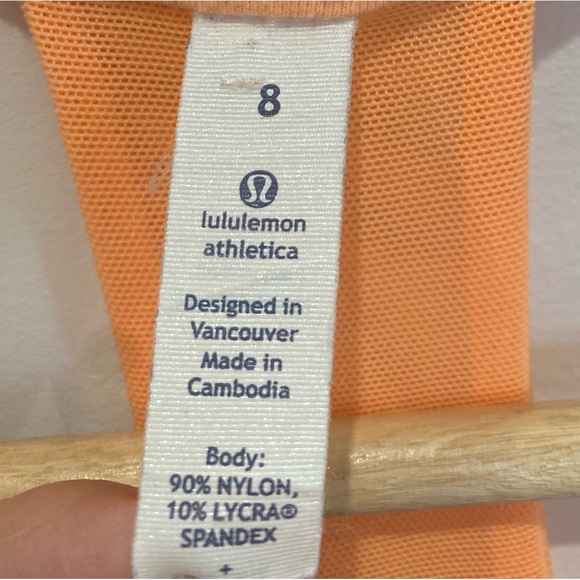 8
lululemon
athletica
Designed in
Vancouver
Made in
Cambodia
Body:
90% NYLON,
10% LYCRA®
SPANDEX
+